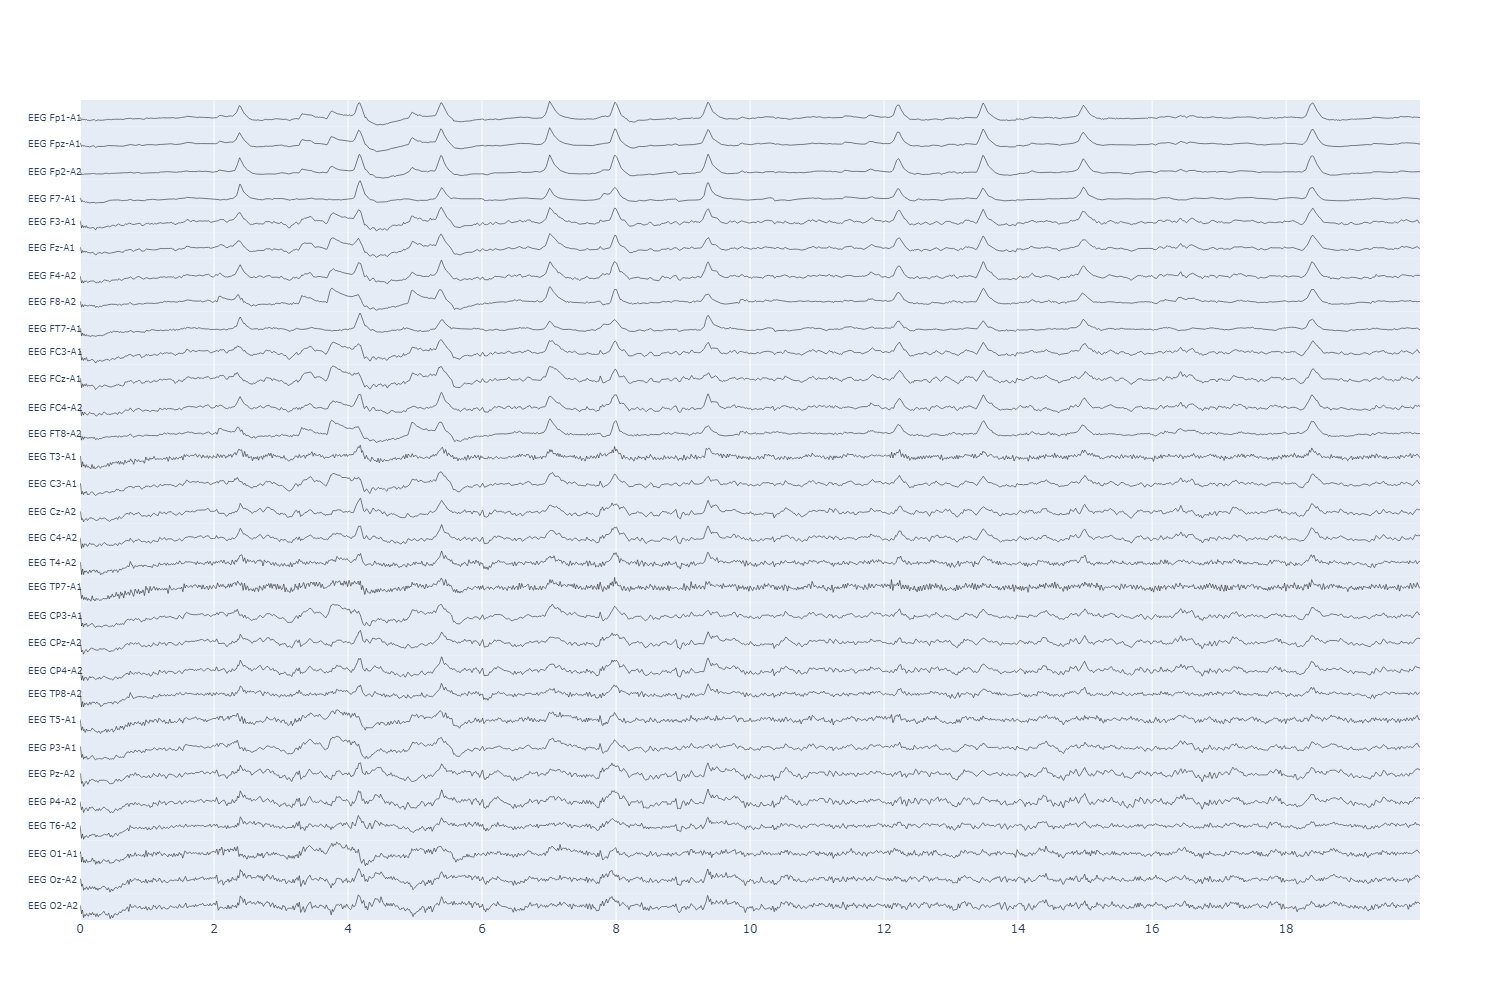 EEG Fp1-A1
EEG Fpz-A1
EEG Fp2-A2
EEG F7-A1
EEG F3-A1
EEG Fz-A1
EEG F4-A2
EEG F8-A2
EEG FT7-A1
EEG FC3-A1
EEG FCz-A1
EEG FC4-A2
EEG FT8-A2
EEG T3-A1
EEG C3-A1
EEG Cz-A2
EEG C4-A2
EEG T4-A2
EEG TP7-A1
EEG CP3-A1
EEG CPz-A2
EEG CP4-A2
EEG TP8-A2
EEG T5-A1
EEG P3-A1
EEG Pz-A2
EEG P4-A2
EEG T6-A2
EEG O1-A1
EEG Oz-A2
EEG O2-A2
0 2 4 6 8 10 12 14 16 18